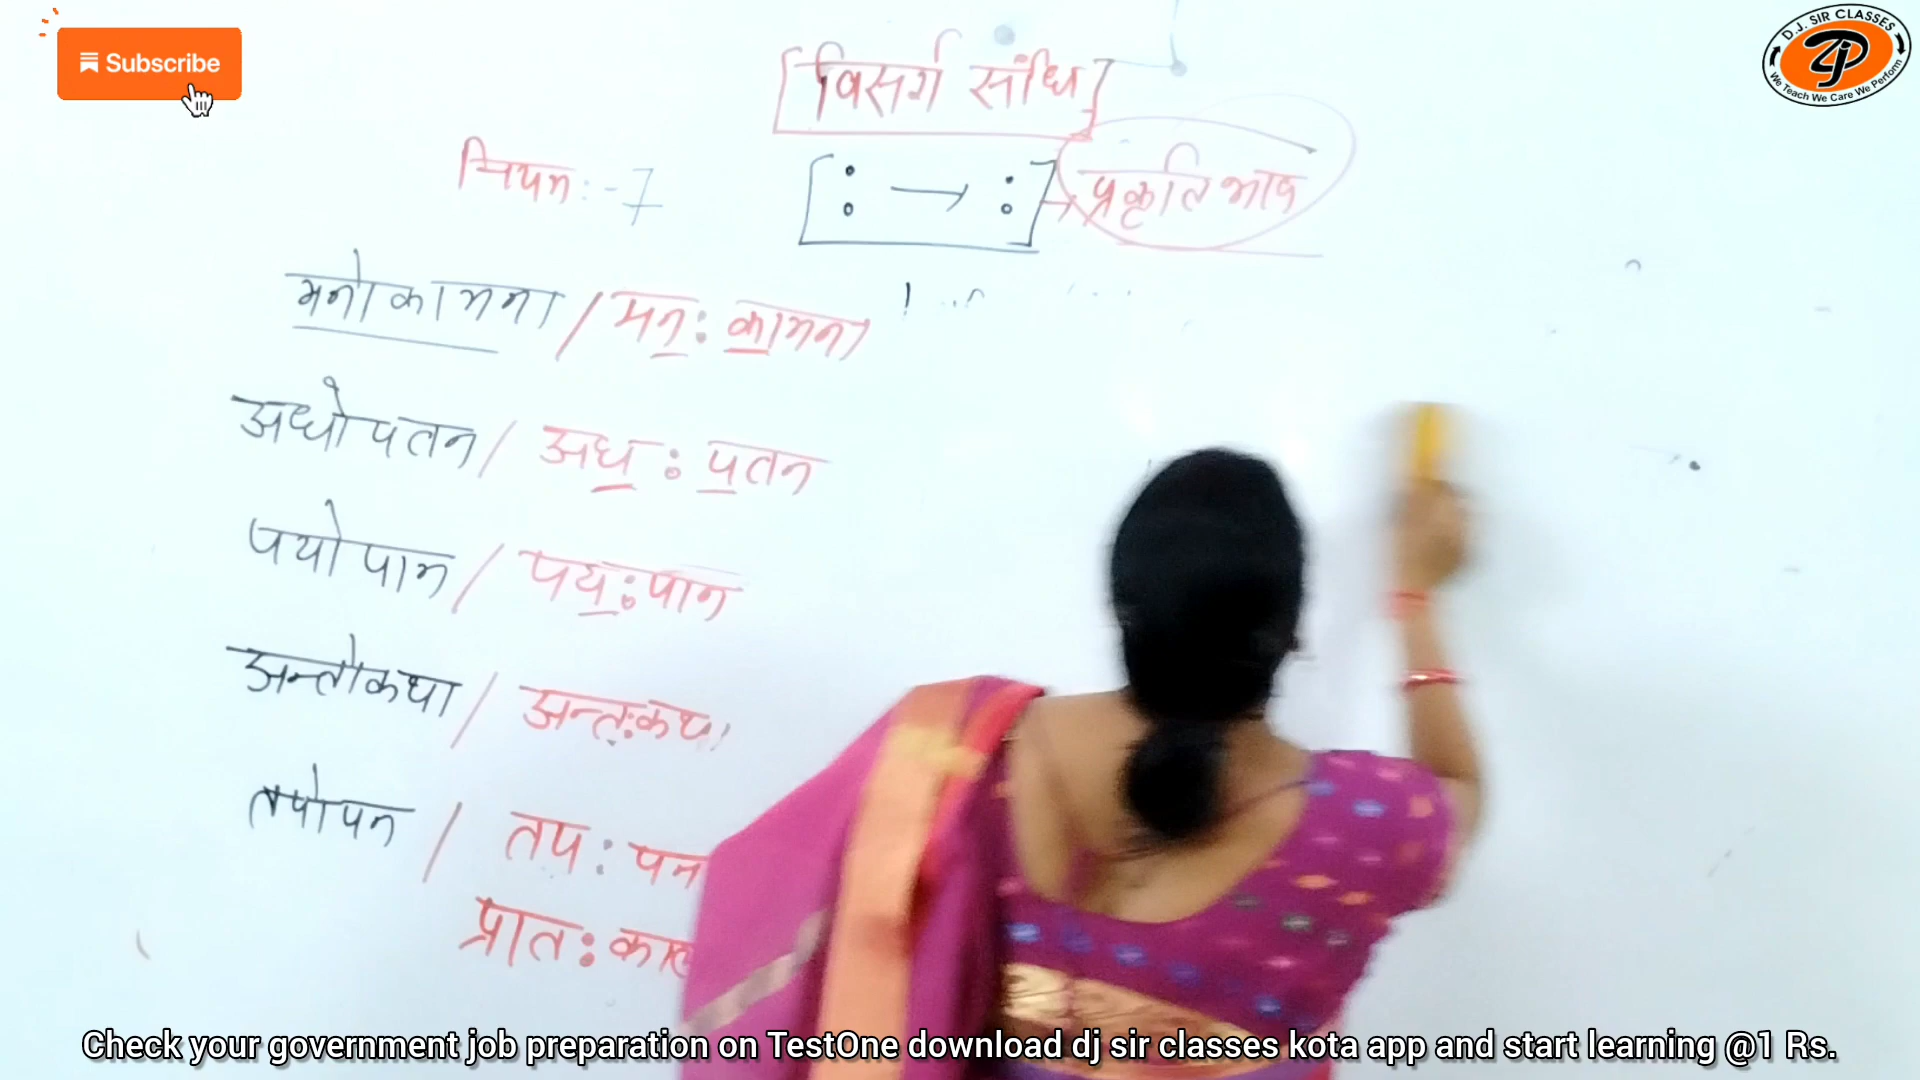 Subscribe
D.J. SIR CLASSES
We Teach We Care We Perform
विसर्ग संधि
नियम :- 7
: → : → प्रकृति भाव
मनोकामना / मन: कामना
अधोपतन / अध: पतन
पयोपान / पय:पान
अन्तोकथा / अन्त:कथा
तपोपन / तप: पन
प्रात: काल
Check your government job preparation on TestOne download dj sir classes kota app and start learning @1 Rs.